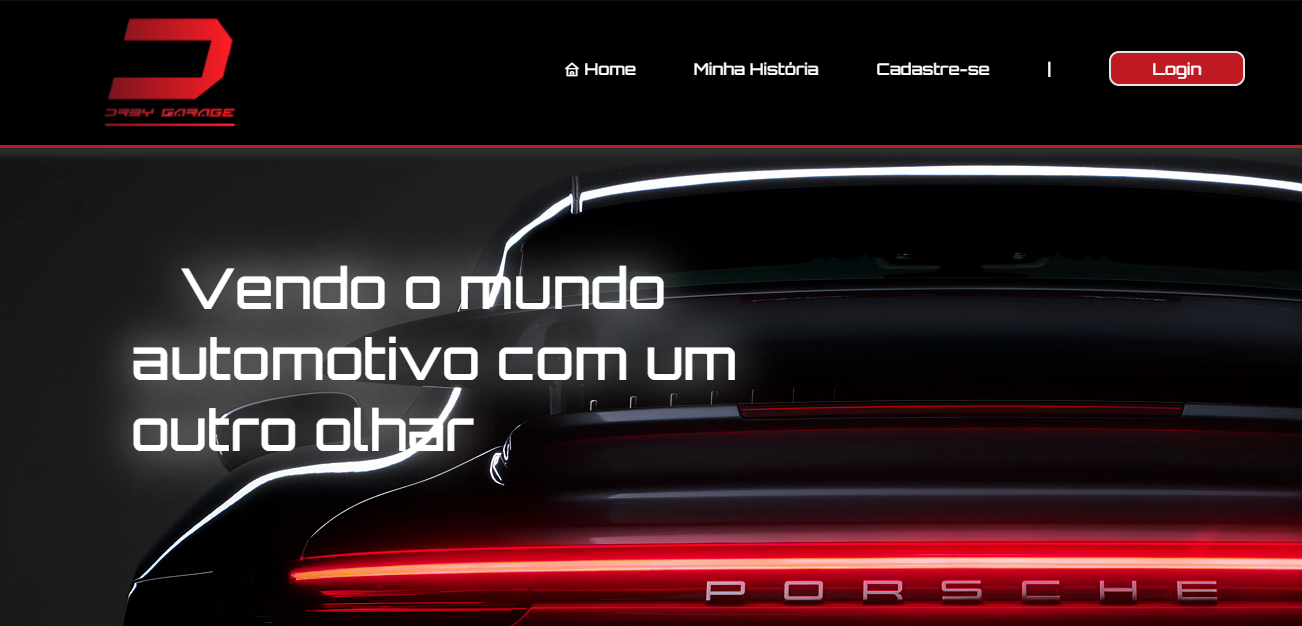 DRBY GARAGE
Home
Minha História
Cadastre-se
|
Login
Vendo o mundo
automotivo com um
outro olhar
PORSCHE